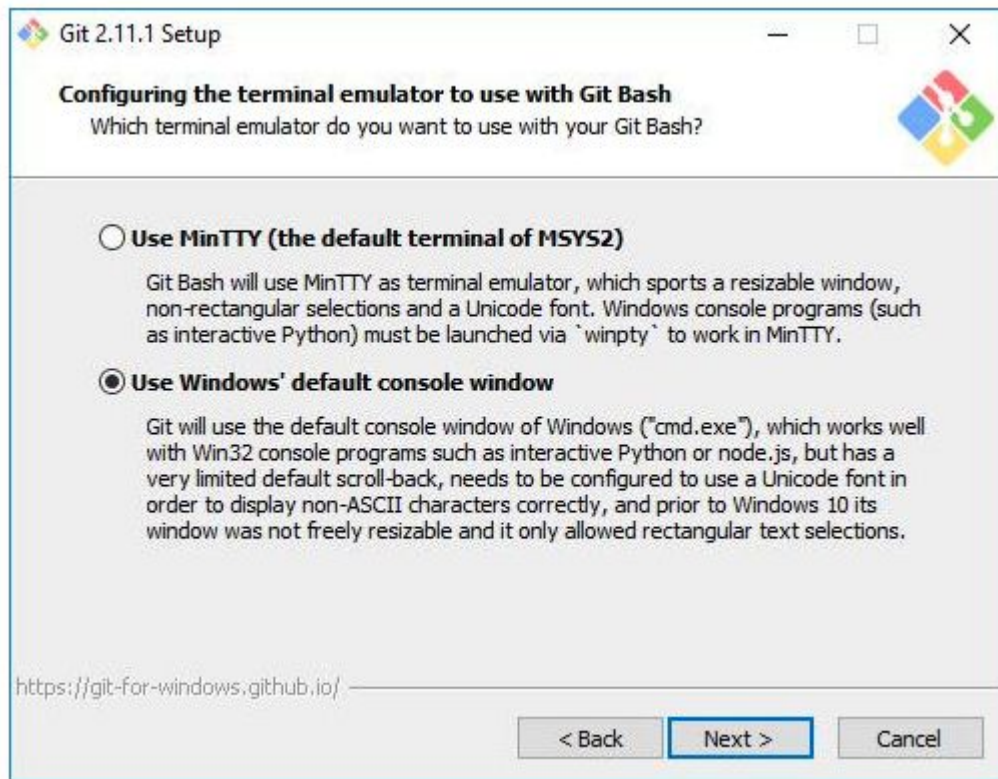 Git 2.11.1 Setup
Configuring the terminal emulator to use with Git Bash
Which terminal emulator do you want to use with your Git Bash?
Use MinTTY (the default terminal of MSYS2)
Git Bash will use MinTTY as terminal emulator, which sports a resizable window,
non-rectangular selections and a Unicode font. Windows console programs (such
as interactive Python) must be launched via `winpty` to work in MinTTY.
Use Windows' default console window
Git will use the default console window of Windows ("cmd.exe"), which works well
with Win32 console programs such as interactive Python or node.js, but has a
very limited default scroll-back, needs to be configured to use a Unicode font in
order to display non-ASCII characters correctly, and prior to Windows 10 its
window was not freely resizable and it only allowed rectangular text selections.
https://git-for-windows.github.io/
< Back Next > Cancel